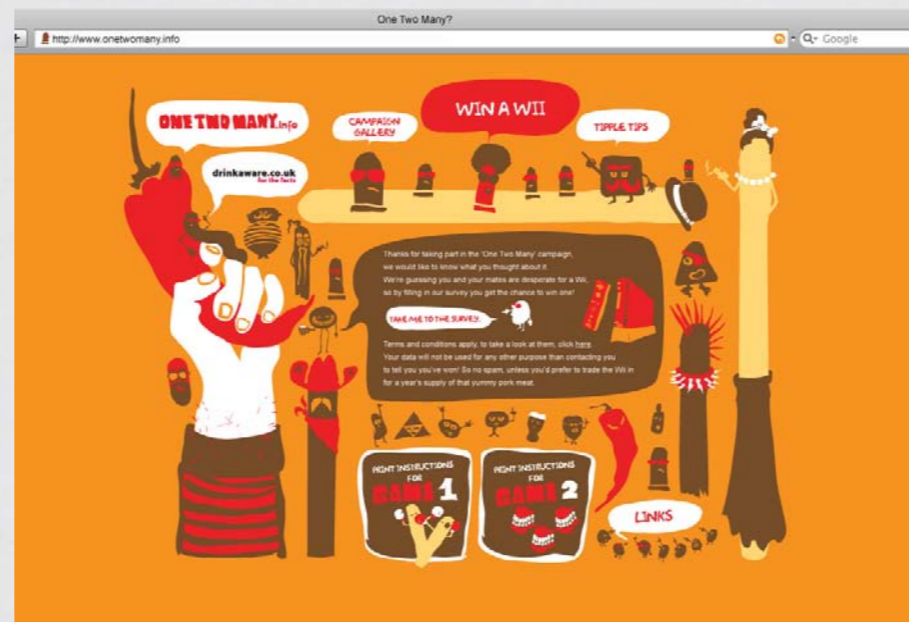 One Two Many?
http://www.onetwomany.info
Google
ONE TWO MANY.info
CAMPAIGN
GALLERY
WIN A WII
TIPPLE TIPS
drinkaware.co.uk
for the facts
Thanks for taking part in the 'One Two Many' campaign,
we would like to know what you thought about it.
We're guessing you and your mates are desperate for a Wii,
so by filling in our survey you get the chance to win one!
TAKE ME TO THE SURVEY.
Terms and conditions apply, to take a look at them, click here.
Your data will not be used for any other purpose than contacting you
to tell you you've won! So no spam, unless you'd prefer to trade the Wii in
for a year's supply of that yummy pork meat.
PRINT INSTRUCTIONS
FOR
GAME 1
PRINT INSTRUCTIONS
FOR
GAME 2
LINKS